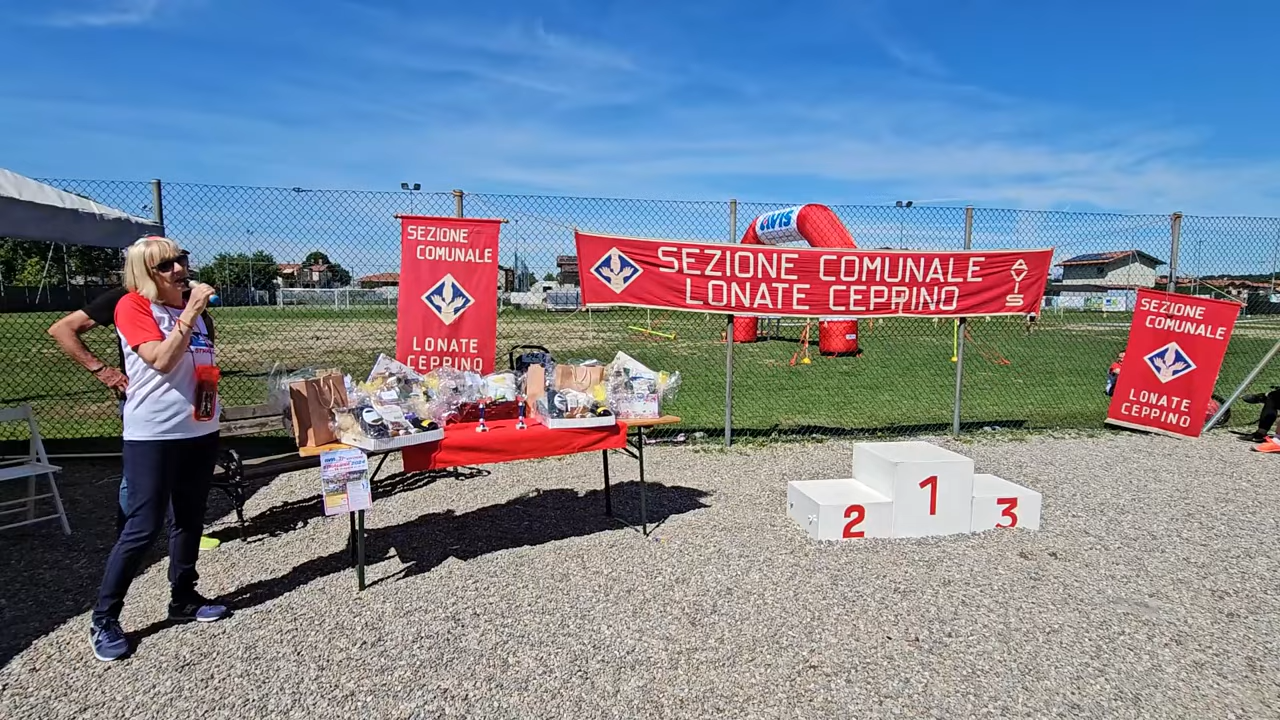 SEZIONE
COMUNALE
LONATE
CEPPINO
AVIS
SEZIONE COMUNALE
LONATE CEPPINO
AVIS
SEZIONE
COMUNALE
LONATE
CEPPINO
2
1
3